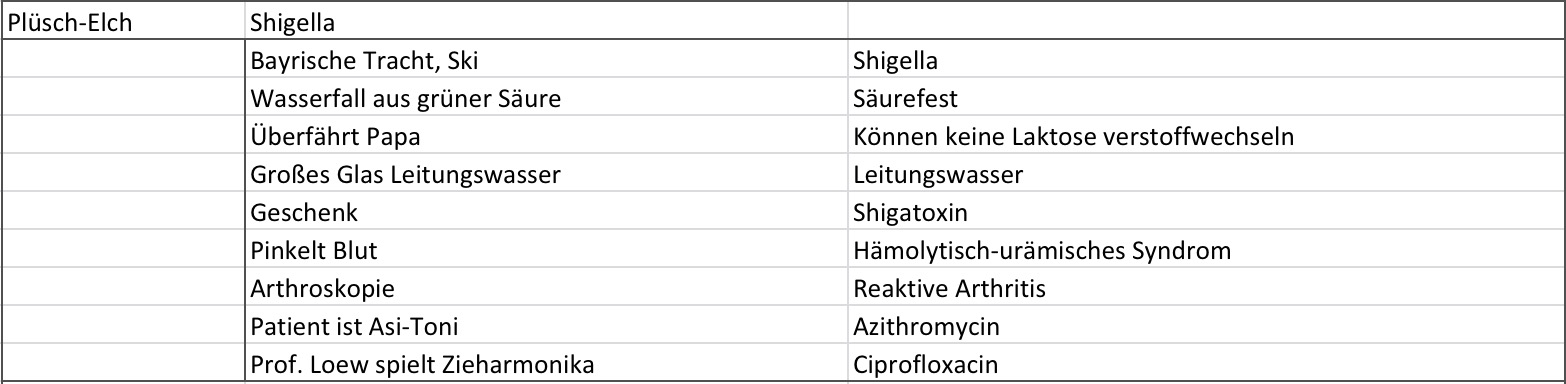 Plüsch-Elch Shigella
Bayrische Tracht, Ski Shigella
Wasserfall aus grüner Säure Säurefest
Überfährt Papa Können keine Laktose verstoffwechseln
Großes Glas Leitungswasser Leitungswasser
Geschenk Shigatoxin
Pinkelt Blut Hämolytisch-urämisches Syndrom
Arthroskopie Reaktive Arthritis
Patient ist Asi-Toni Azithromycin
Prof. Loew spielt Zieharmonika Ciprofloxacin